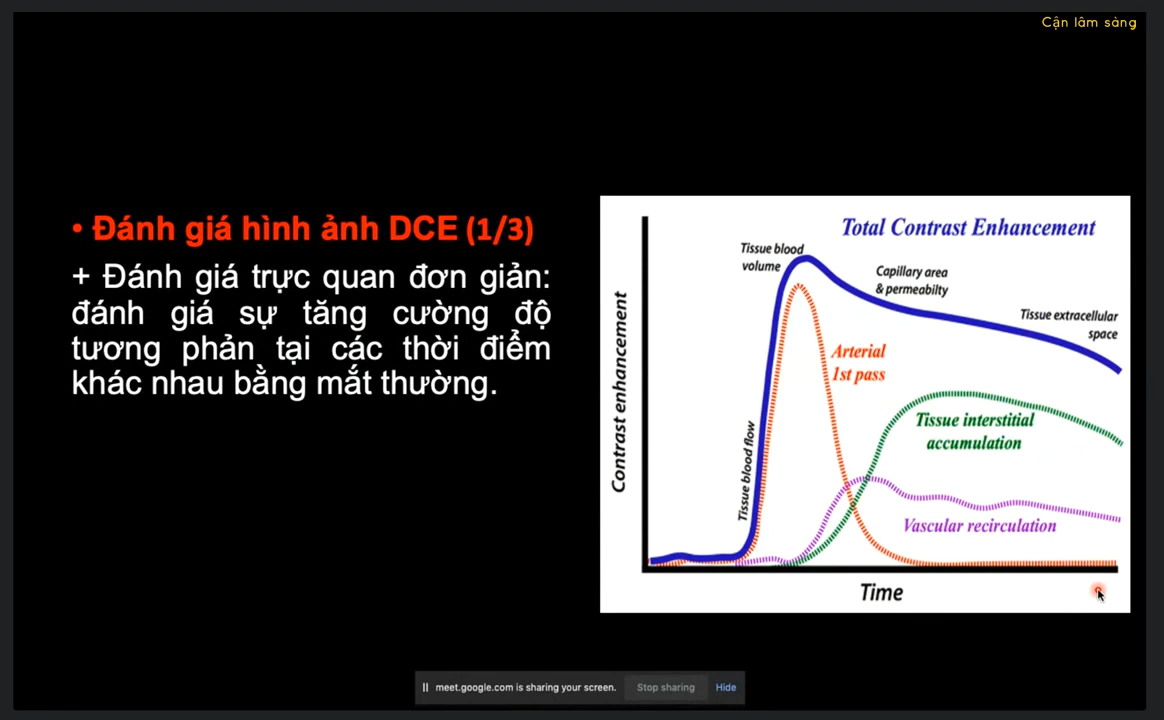 Cận lâm sàng
• Đánh giá hình ảnh DCE (1/3)
+ Đánh giá trực quan đơn giản:
đánh giá sự tăng cường độ
tương phản tại các thời điểm
khác nhau bằng mắt thường.
Total Contrast Enhancement
Tissue blood
volume
Capillary area
& permeabilty
Tissue extracellular
space
Arterial
1st pass
Tissue interstitial
accumulation
Vascular recirculation
Tissue blood flow
Contrast enhancement
Time
meet.google.com is sharing your screen.
Stop sharing
Hide